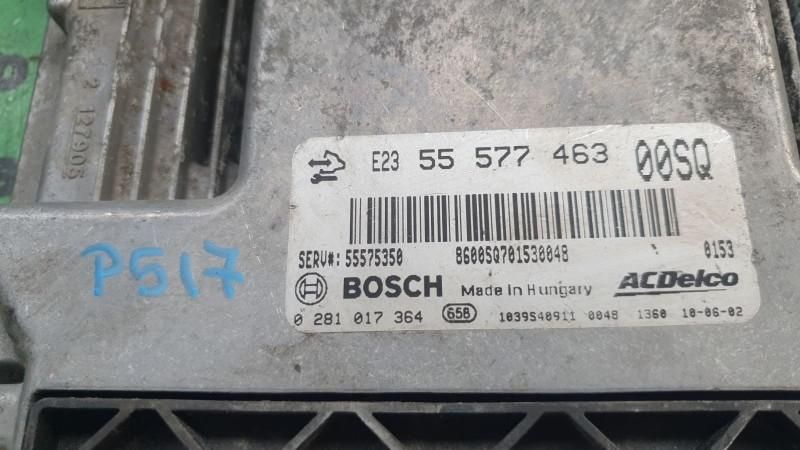 2 127905
E23 55 577 463 00SQ
SERV#: 55575350 8600SQ701530048 0153
BOSCH Made in Hungary ACDelco
0 281 017 364 658 1039S40911 0048 1360 10-06-02
P517